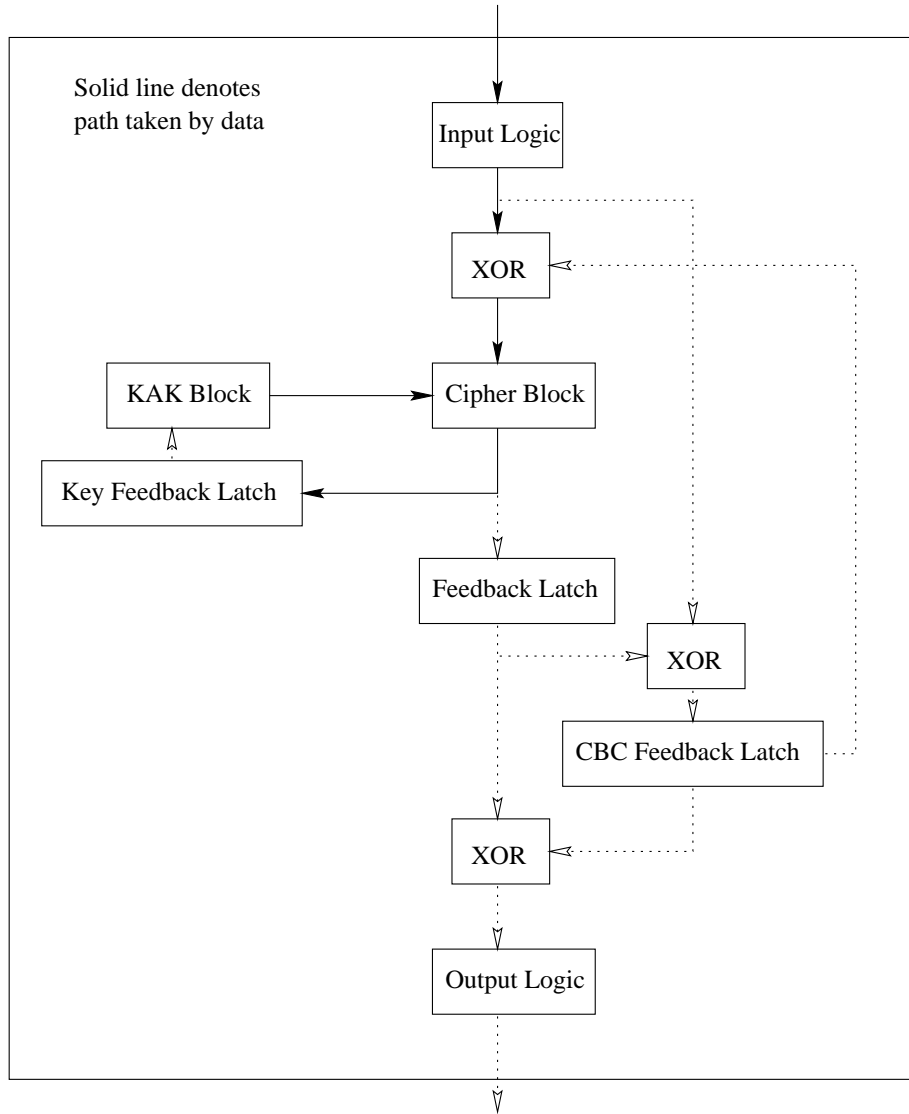 Solid line denotes
path taken by data
Input Logic
XOR
KAK Block
Cipher Block
Key Feedback Latch
Feedback Latch
XOR
CBC Feedback Latch
XOR
Output Logic